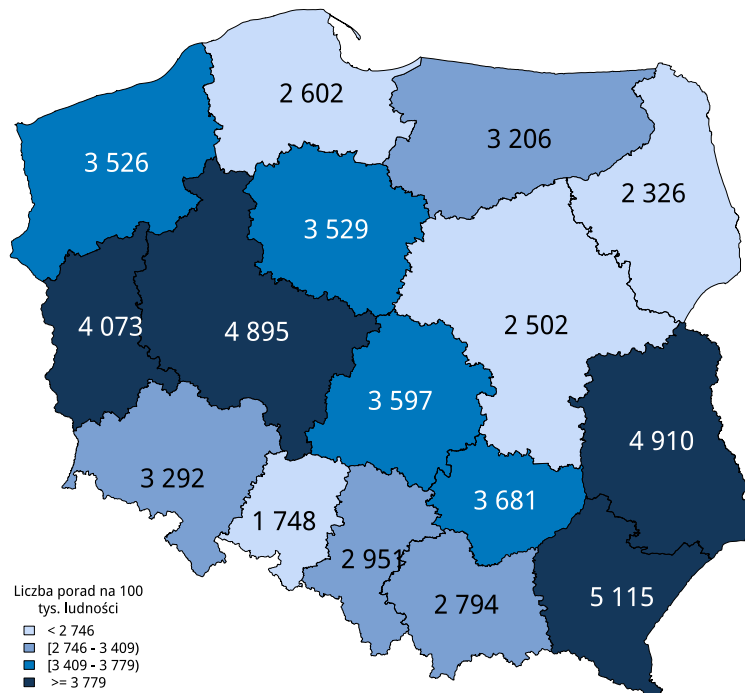 2 602
3 206
3 526
2 326
3 529
4 073
4 895
2 502
3 597
4 910
3 292
3 681
1 748
2 951
2 794
5 115
Liczba porad na 100
tys. ludności
< 2 746
[2 746 - 3 409)
[3 409 - 3 779)
>= 3 779